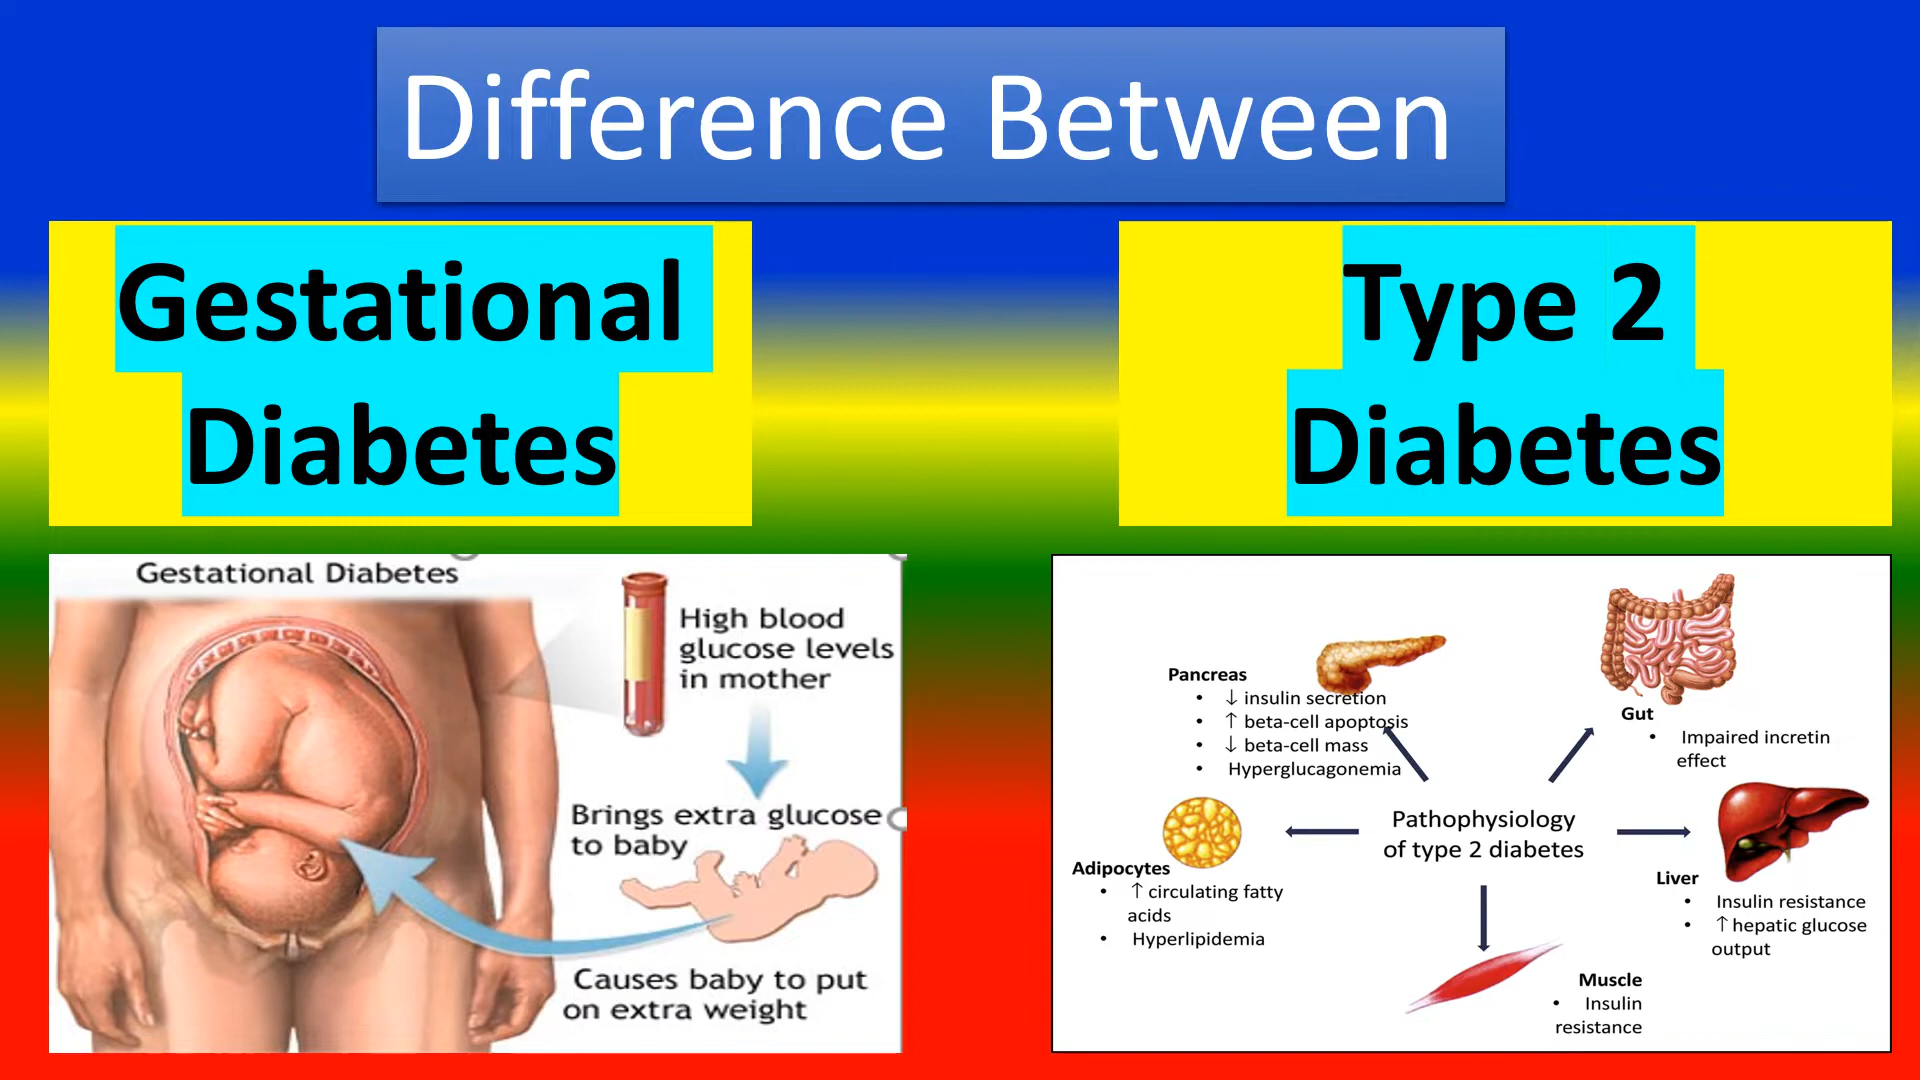 Difference Between
Gestational
Diabetes
Type 2
Diabetes
Gestational Diabetes
High blood
glucose levels
in mother
Brings extra glucose
to baby
Causes baby to put
on extra weight
Pancreas
• ↓ insulin secretion
• ↑ beta-cell apoptosis
• ↓ beta-cell mass
• Hyperglucagonemia
Gut
• Impaired incretin
effect
Pathophysiology
of type 2 diabetes
Adipocytes
• ↑ circulating fatty
acids
• Hyperlipidemia
Liver
• Insulin resistance
• ↑ hepatic glucose
output
Muscle
• Insulin
resistance